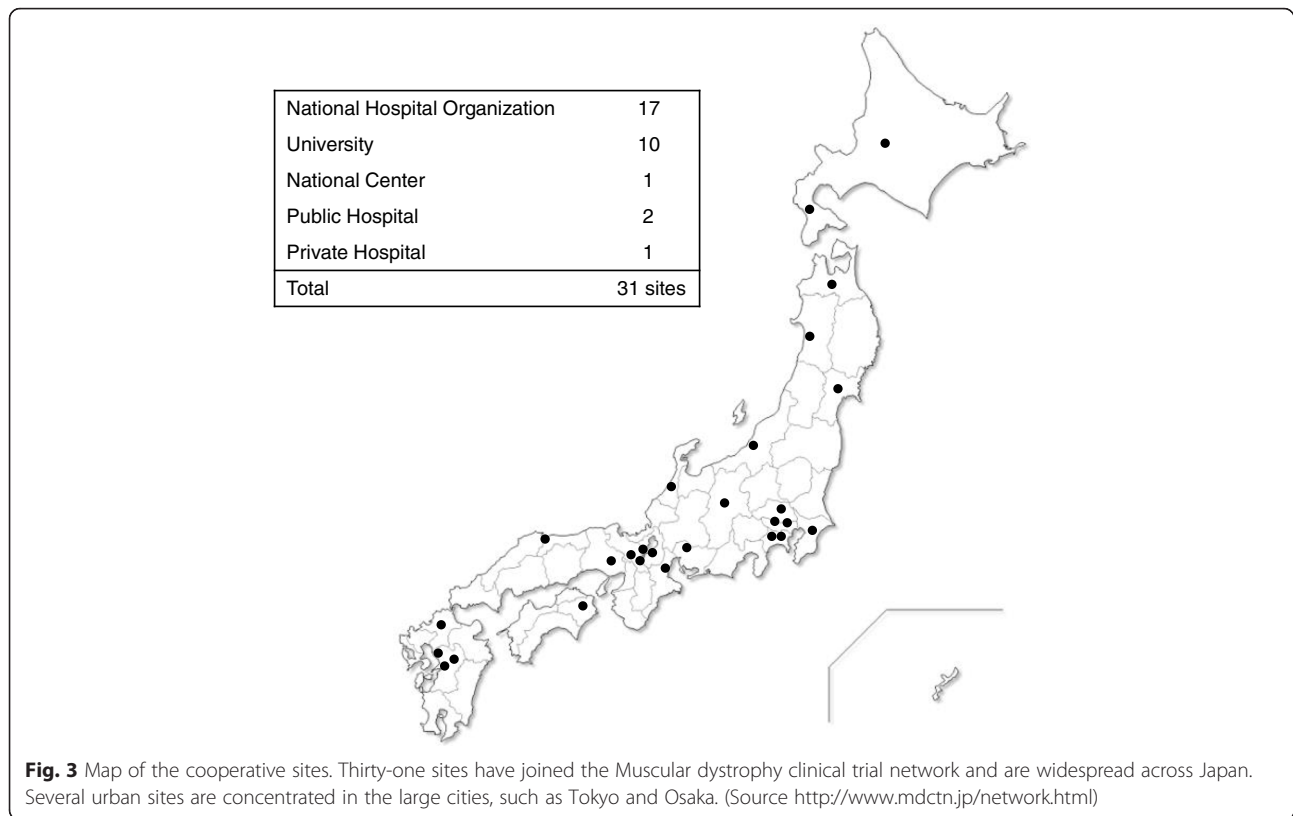 National Hospital Organization 17
University 10
National Center 1
Public Hospital 2
Private Hospital 1
Total 31 sites
Fig. 3 Map of the cooperative sites. Thirty-one sites have joined the Muscular dystrophy clinical trial network and are widespread across Japan.
Several urban sites are concentrated in the large cities, such as Tokyo and Osaka. (Source http://www.mdctn.jp/network.html)